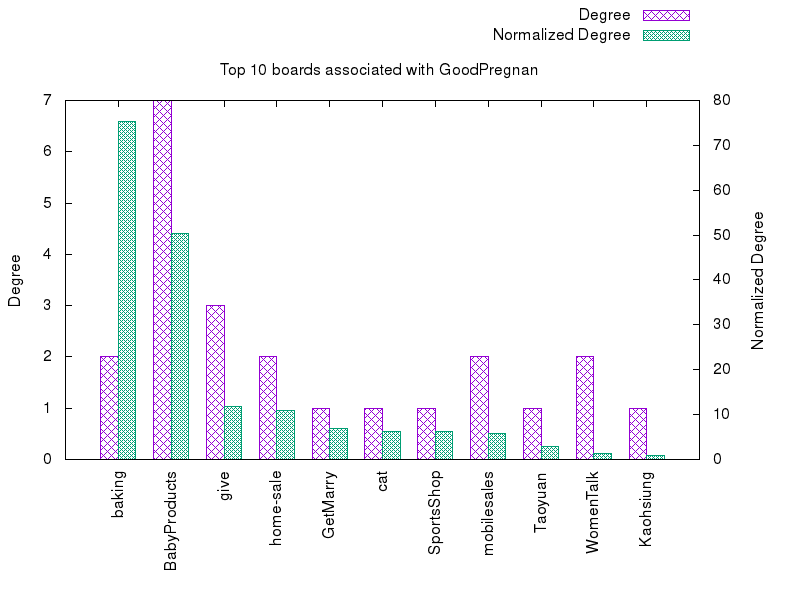 Degree
Normalized Degree
Top 10 boards associated with GoodPregnan
7
6
5
4
3
2
1
0
80
70
60
50
40
30
20
10
0
Degree
Normalized Degree
baking
BabyProducts
give
home-sale
GetMarry
cat
SportsShop
mobilesales
Taoyuan
WomenTalk
Kaohsiung